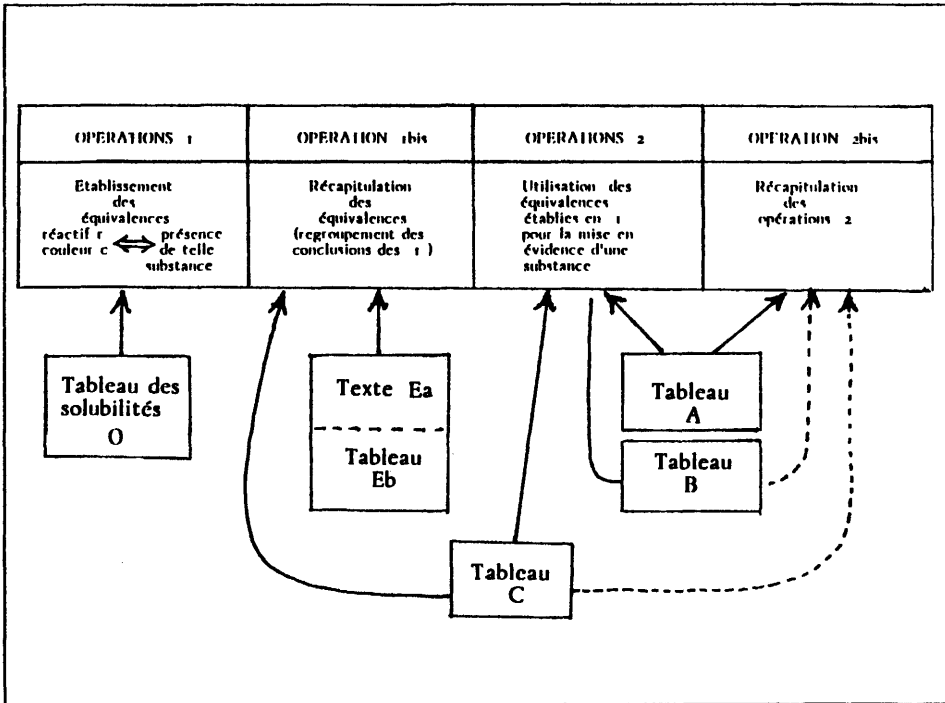 OPERATIONS 1
OPERATION 1bis
OPERATIONS 2
OPERATION 2bis
Etablissement
des
équivalences
réactif r
couleur c ⟺ présence
de telle
substance
Récapitulation
des
équivalences
(regroupement des
conclusions des 1 )
Utilisation des
équivalences
établies en 1
pour la mise en
évidence d'une
substance
Récapitulation
des
opérations 2
Tableau des
solubilités
O
Texte Ea
Tableau
Eb
Tableau
A
Tableau
B
Tableau
C